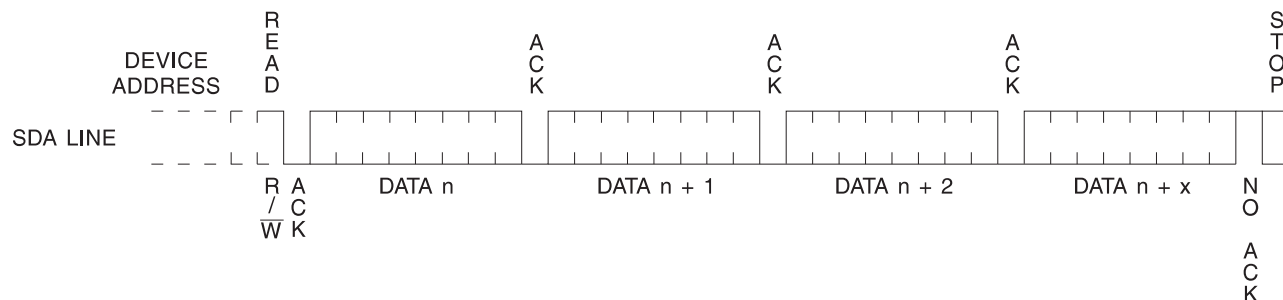 READ
ACK
ACK
ACK
STOP
DEVICE
ADDRESS
SDA LINE
R/W
ACK
DATA n
DATA n + 1
DATA n + 2
DATA n + x
NO ACK